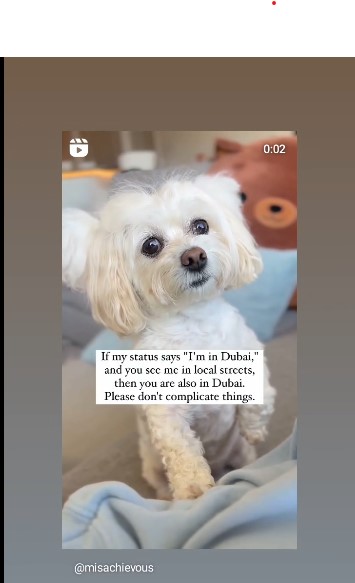 0:02
If my status says "I'm in Dubai,"
and you see me in local streets,
then you are also in Dubai.
Please don't complicate things.
@misachievous